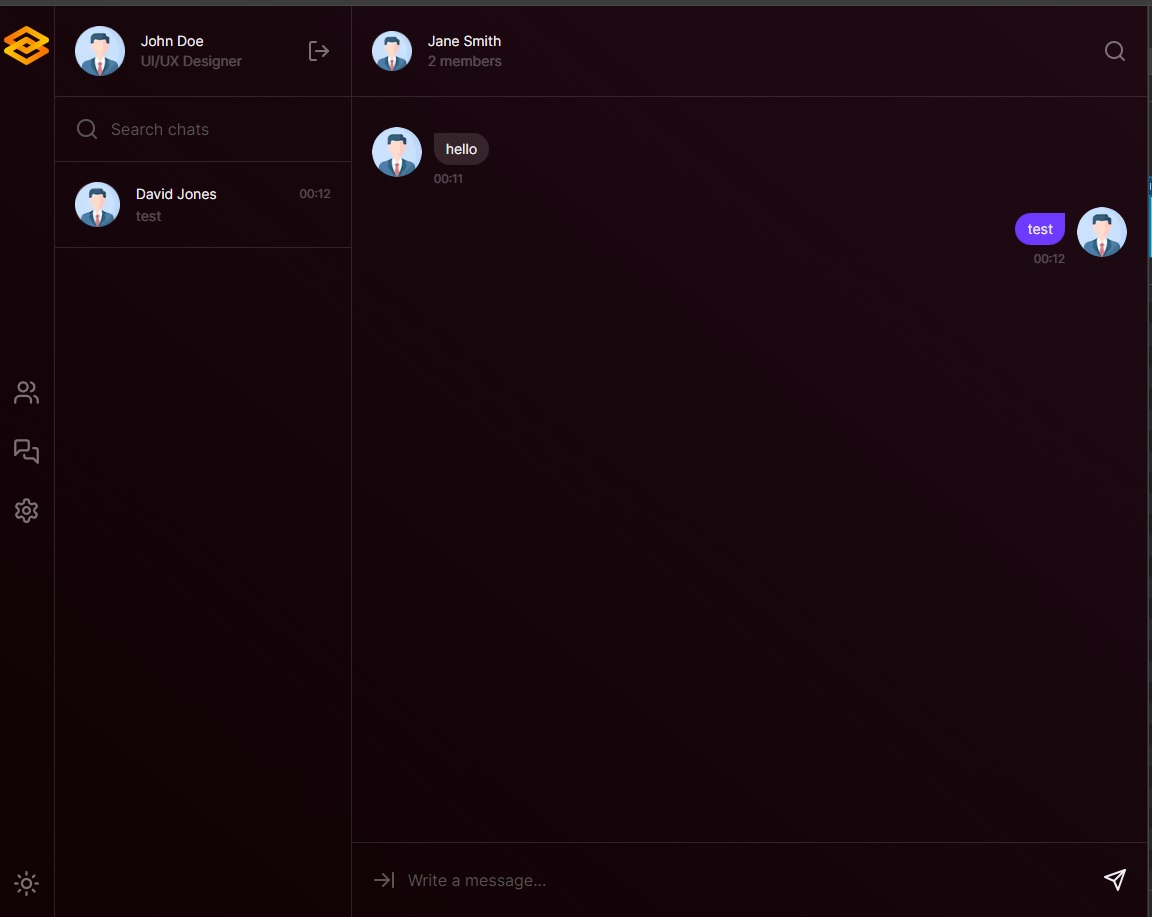 John Doe
UI/UX Designer
Search chats
David Jones
00:12
test
Jane Smith
2 members
hello
00:11
test
00:12
Write a message...